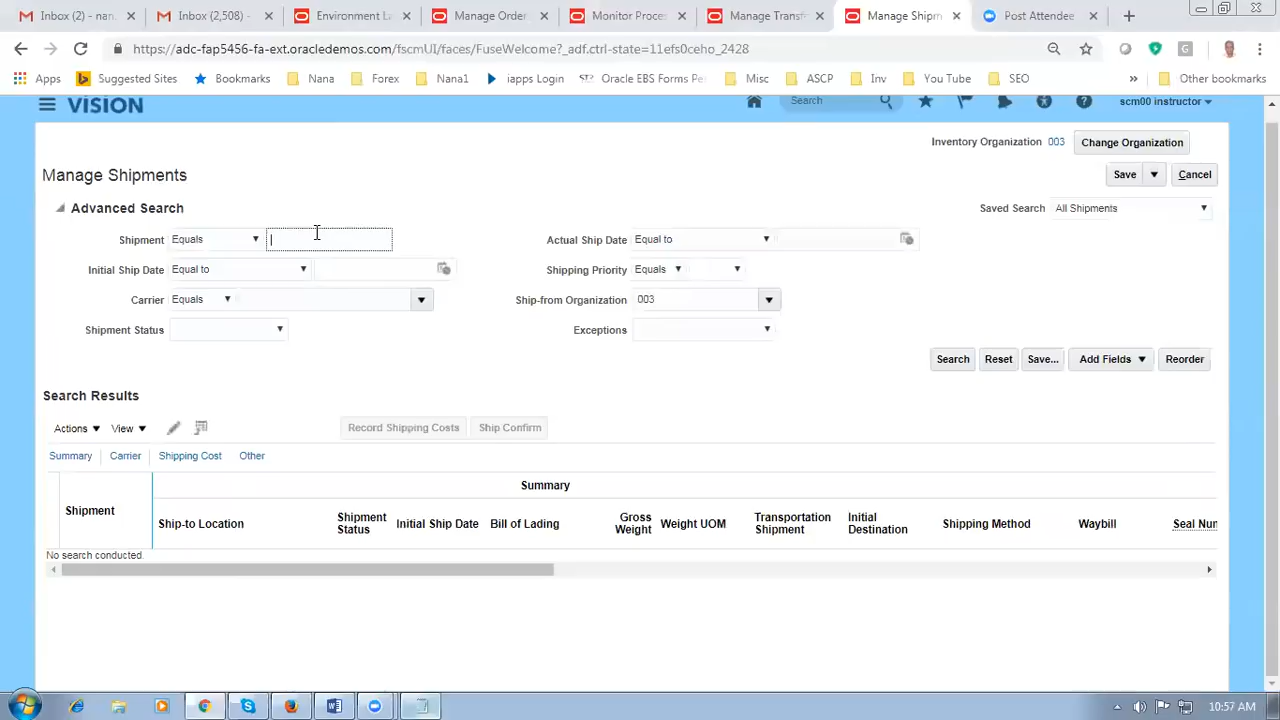 Inbox (2) - nan
Inbox (2,508) -
Environment L
Manage Order
Monitor Proce
Manage Transf
Manage Shipm
Post Attendee
https://adc-fap5456-fa-ext.oracledemos.com/fscmUI/faces/FuseWelcome?_adf.ctrl-state=11efs0ceho_2428
Apps Suggested Sites Bookmarks Nana Forex Nana1 iapps Login Oracle EBS Forms Pe Misc ASCP Inv You Tube SEO » Other bookmarks
VISION Search scm00 instructor
Inventory Organization 003 Change Organization
Manage Shipments Save Cancel
Advanced Search Saved Search All Shipments
Shipment Equals Actual Ship Date Equal to
Initial Ship Date Equal to Shipping Priority Equals
Carrier Equals Ship-from Organization 003
Shipment Status Exceptions
Search Reset Save... Add Fields Reorder
Search Results
Actions View Record Shipping Costs Ship Confirm
Summary Carrier Shipping Cost Other
Summary
Shipment
Ship-to Location Shipment Status Initial Ship Date Bill of Lading Gross Weight Weight UOM Transportation Shipment Initial Destination Shipping Method Waybill Seal Nun
No search conducted.
10:57 AM